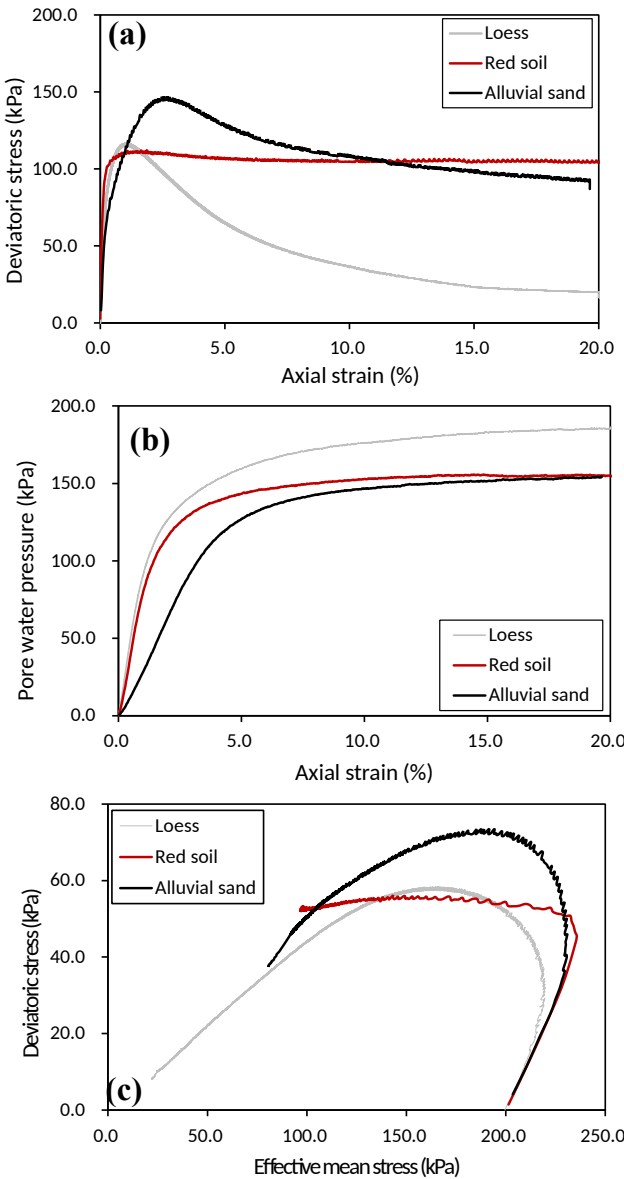 200.0
(a)
Loess
Red soil
Alluvial sand
150.0
100.0
50.0
0.0
Deviatoric stress (kPa)
0.0 5.0 10.0 15.0 20.0
Axial strain (%)
200.0
(b)
150.0
100.0
50.0
0.0
Pore water pressure (kPa)
Loess
Red soil
Alluvial sand
0.0 5.0 10.0 15.0 20.0
Axial strain (%)
80.0
Loess
Red soil
Alluvial sand
60.0
40.0
20.0
0.0
Deviatoric stress (kPa)
(c)
0.0 50.0 100.0 150.0 200.0 250.0
Effective mean stress (kPa)